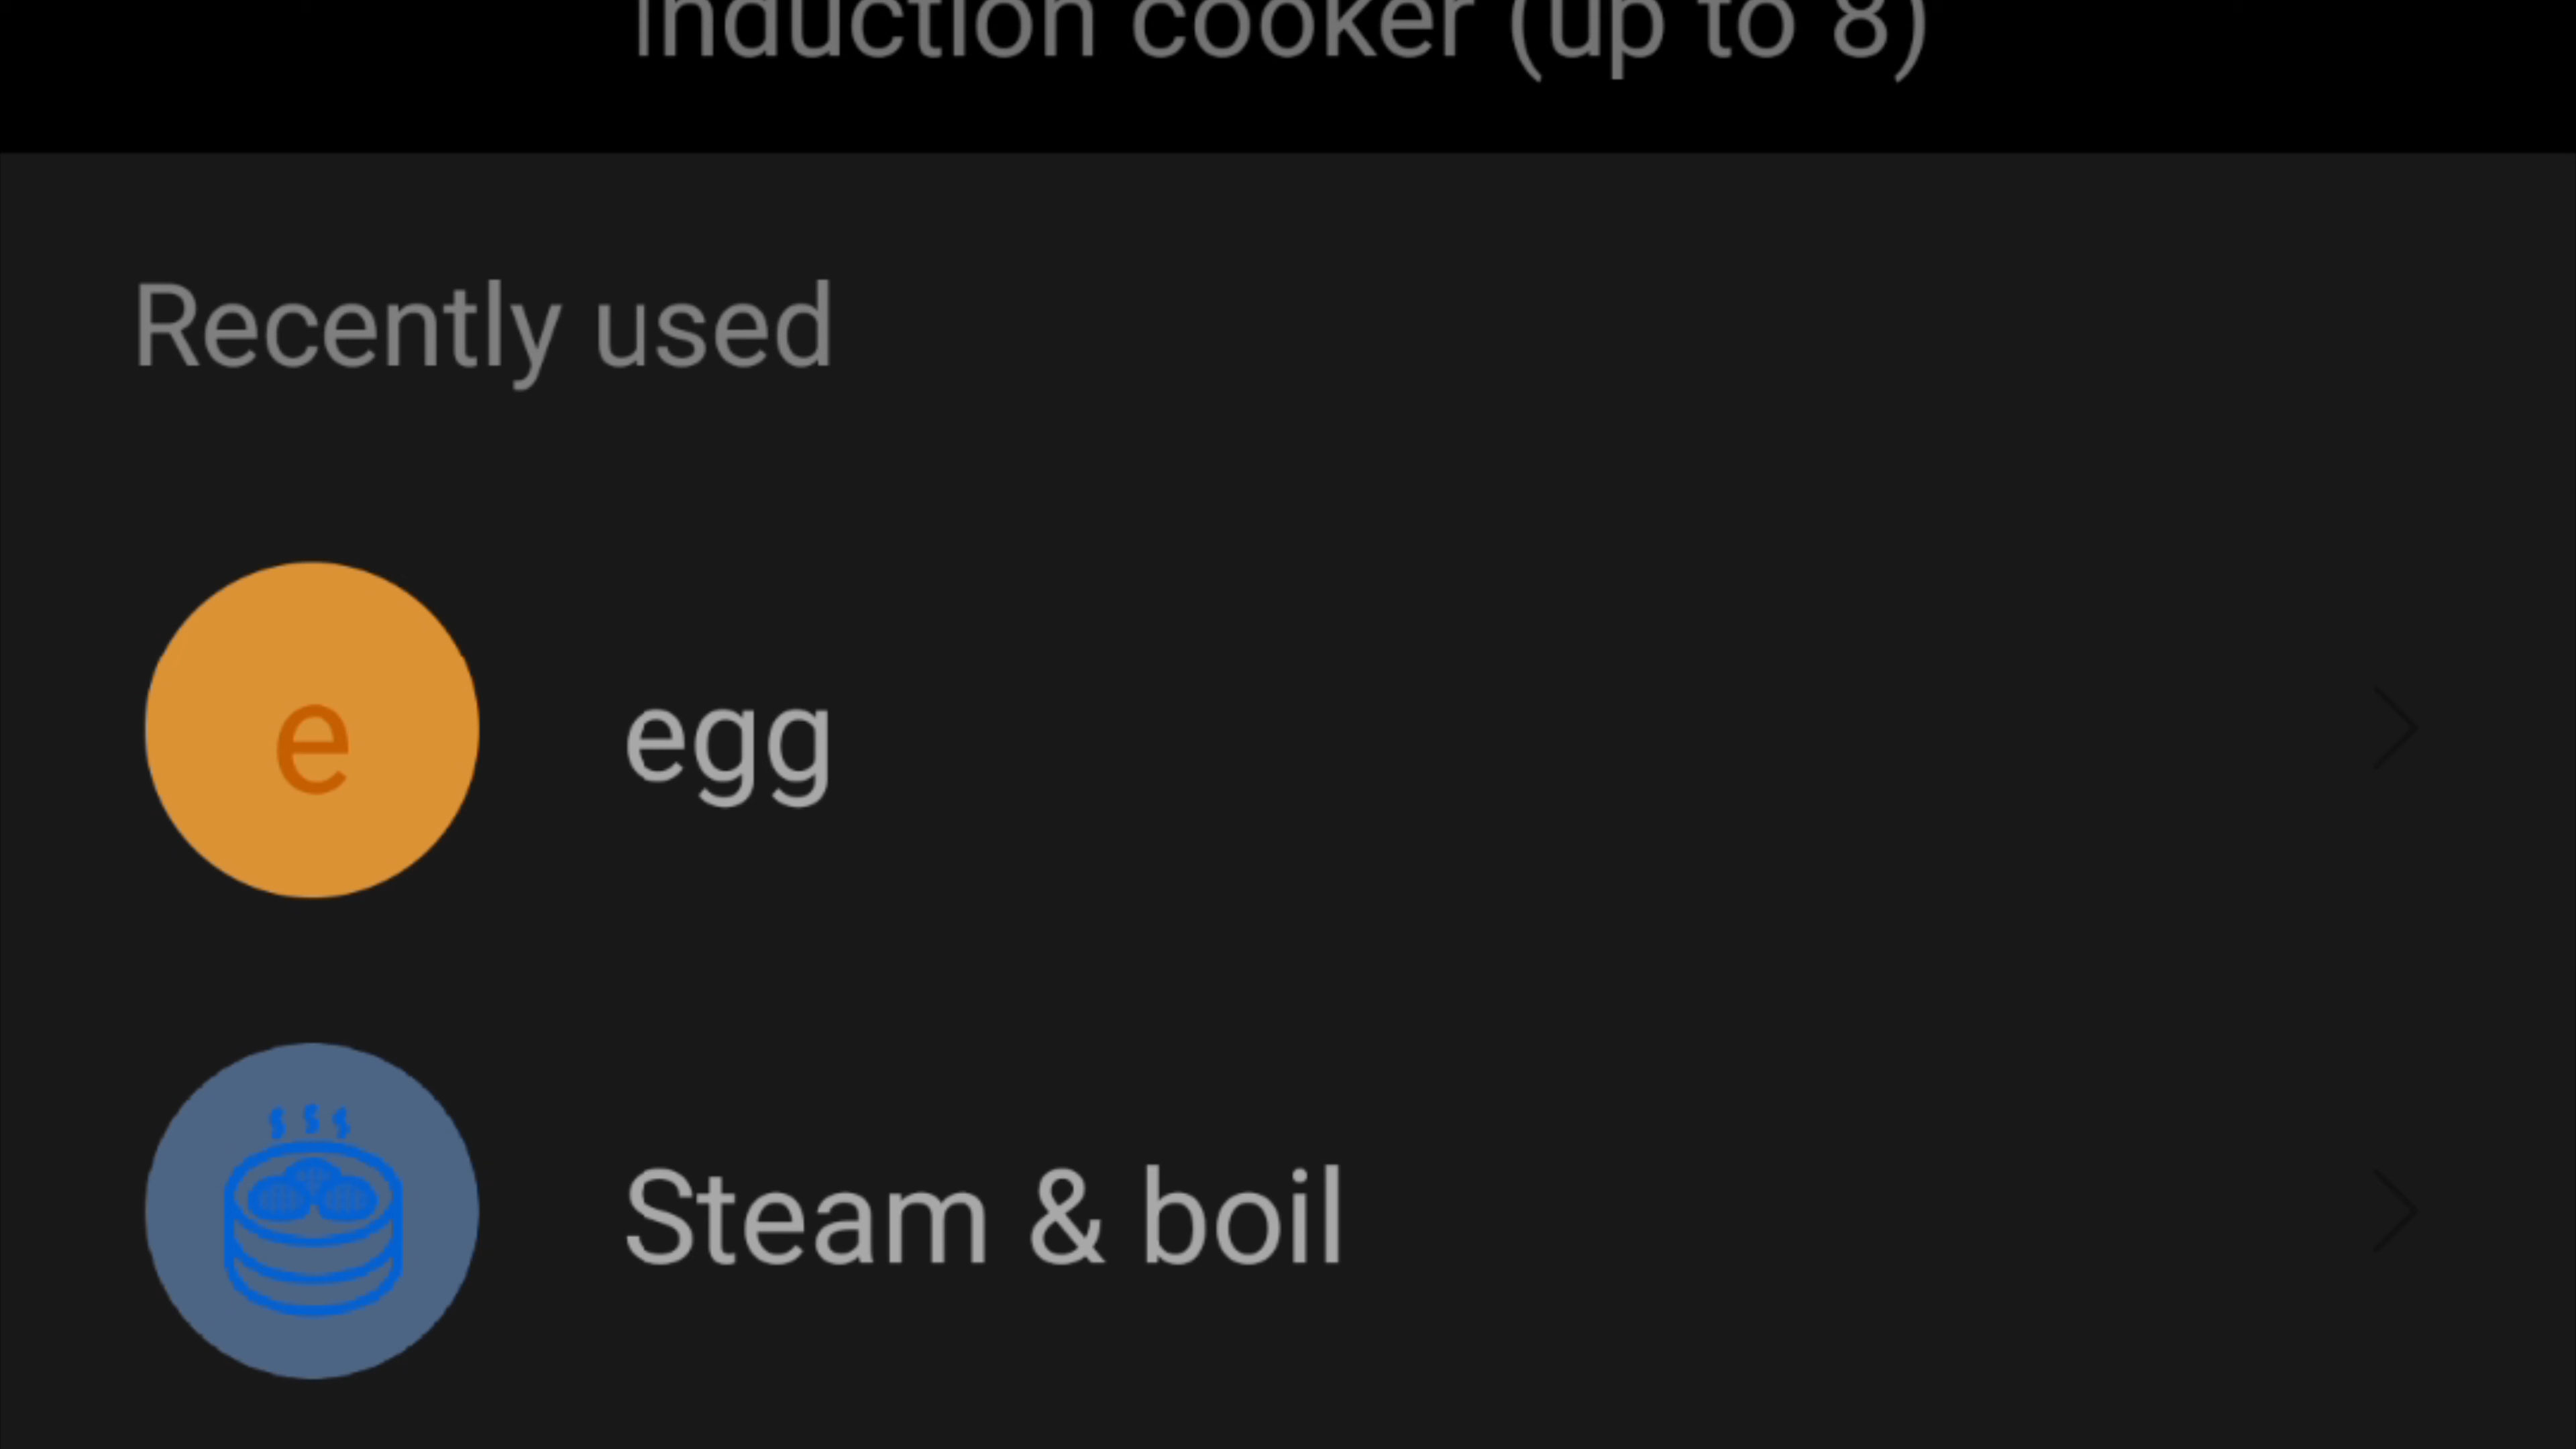 induction cooker (up to 8)
Recently used
e
egg
Steam & boil